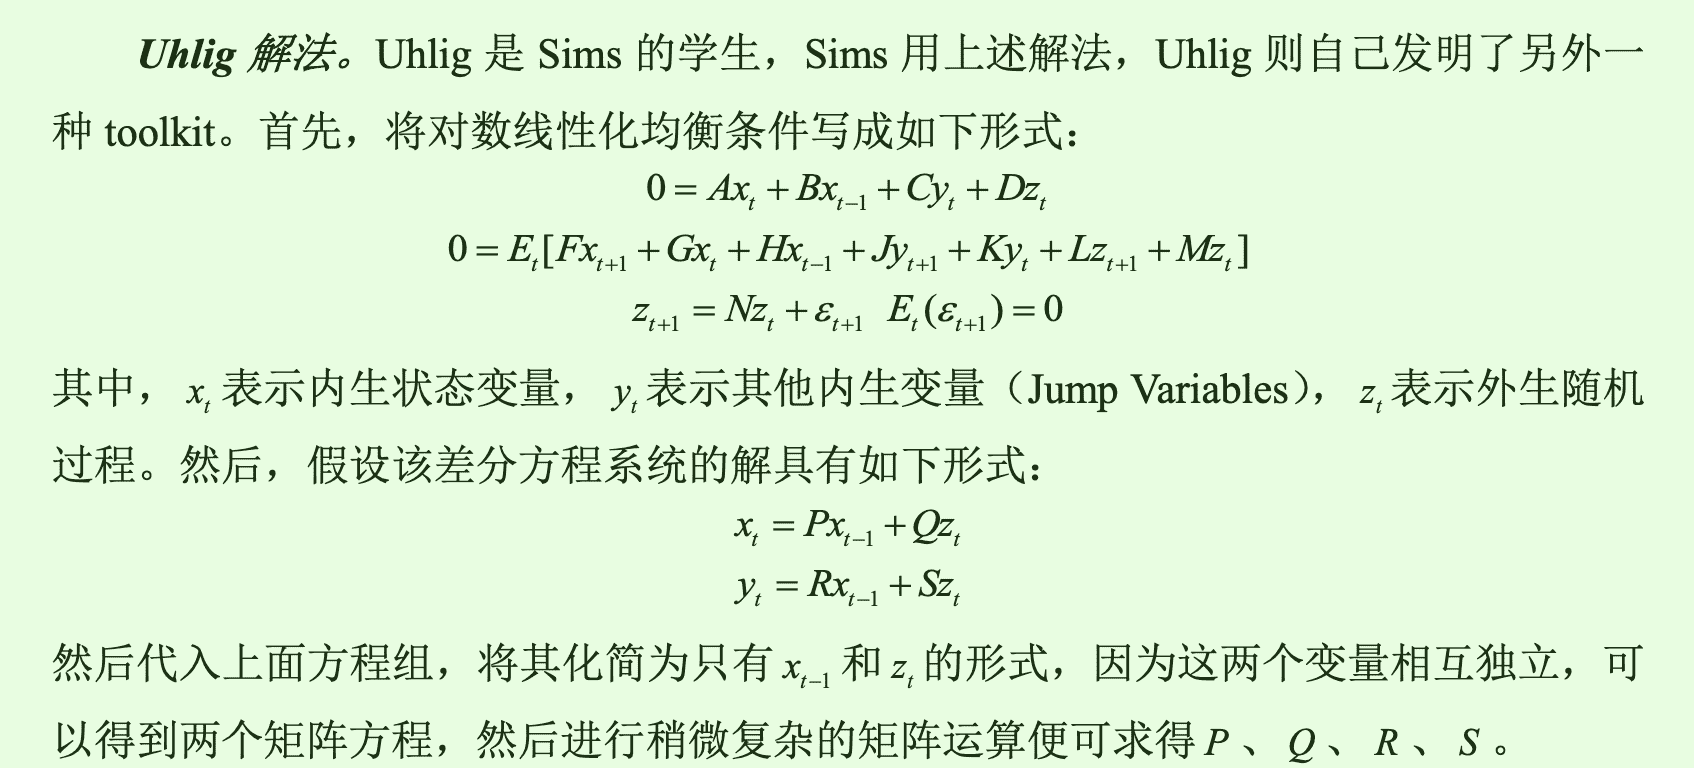 Uhlig 解法。Uhlig 是 Sims 的学生，Sims 用上述解法，Uhlig 则自己发明了另外一
种 toolkit。首先，将对数线性化均衡条件写成如下形式：
0 = Ax_t + Bx_{t−1} + Cy_t + Dz_t
0 = E_t[Fx_{t+1} + Gx_t + Hx_{t−1} + Jy_{t+1} + Ky_t + Lz_{t+1} + Mz_t]
z_{t+1} = Nz_t + ε_{t+1} E_t(ε_{t+1}) = 0
其中， x_t 表示内生状态变量， y_t 表示其他内生变量（Jump Variables）， z_t 表示外生随机
过程。然后，假设该差分方程系统的解具有如下形式：
x_t = Px_{t−1} + Qz_t
y_t = Rx_{t−1} + Sz_t
然后代入上面方程组，将其化简为只有 x_{t−1} 和 z_t 的形式，因为这两个变量相互独立，可
以得到两个矩阵方程，然后进行稍微复杂的矩阵运算便可求得 P 、 Q 、 R 、 S 。